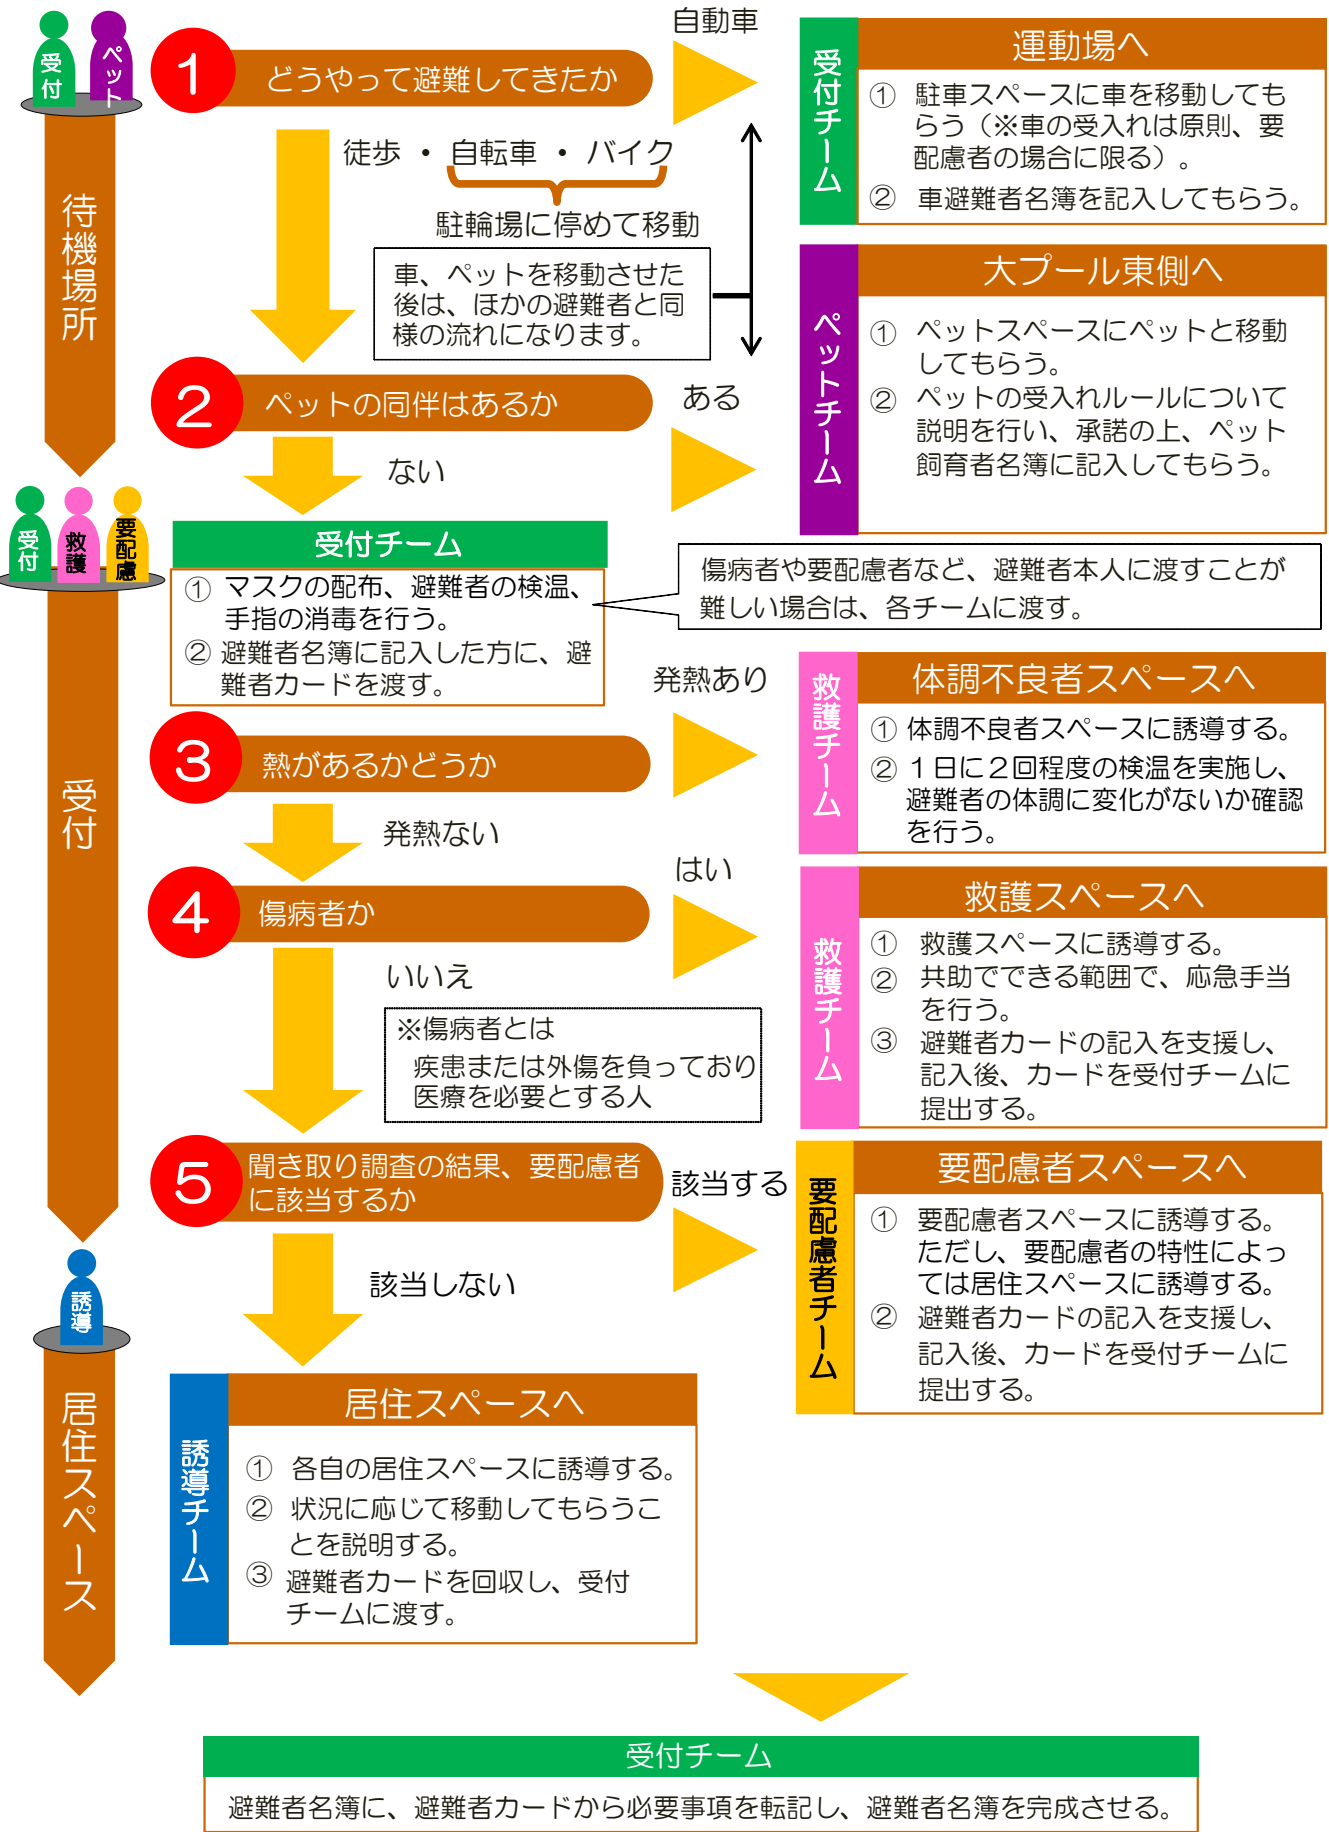 受付
ペット
待機場所
1
どうやって避難してきたか
自動車
徒歩 ・ 自転車 ・ バイク
駐輪場に停めて移動
車、ペットを移動させた
後は、ほかの避難者と同
様の流れになります。
受付チーム
運動場へ
① 駐車スペースに車を移動しても
らう（※車の受入れは原則、要
配慮者の場合に限る）。
② 車避難者名簿を記入してもらう。
2
ペットの同伴はあるか
ある
ない
ペットチーム
大プール東側へ
① ペットスペースにペットと移動
してもらう。
② ペットの受入れルールについて
説明を行い、承諾の上、ペット
飼育者名簿に記入してもらう。
受付
救護
要配慮
受付
受付チーム
① マスクの配布、避難者の検温、
手指の消毒を行う。
② 避難者名簿に記入した方に、避
難者カードを渡す。
傷病者や要配慮者など、避難者本人に渡すことが
難しい場合は、各チームに渡す。
3
熱があるかどうか
発熱あり
発熱ない
救護チーム
体調不良者スペースへ
① 体調不良者スペースに誘導する。
② １日に２回程度の検温を実施し、
避難者の体調に変化がないか確認
を行う。
4
傷病者か
はい
いいえ
※傷病者とは
疾患または外傷を負っており
医療を必要とする人
救護チーム
救護スペースへ
① 救護スペースに誘導する。
② 共助でできる範囲で、応急手当
を行う。
③ 避難者カードの記入を支援し、
記入後、カードを受付チームに
提出する。
5
聞き取り調査の結果、要配慮者
に該当するか
該当する
該当しない
要配慮者チーム
要配慮者スペースへ
① 要配慮者スペースに誘導する。
ただし、要配慮者の特性によっ
ては居住スペースに誘導する。
② 避難者カードの記入を支援し、
記入後、カードを受付チームに
提出する。
誘導
居住スペース
誘導チーム
居住スペースへ
① 各自の居住スペースに誘導する。
② 状況に応じて移動してもらうこ
とを説明する。
③ 避難者カードを回収し、受付
チームに渡す。
受付チーム
避難者名簿に、避難者カードから必要事項を転記し、避難者名簿を完成させる。